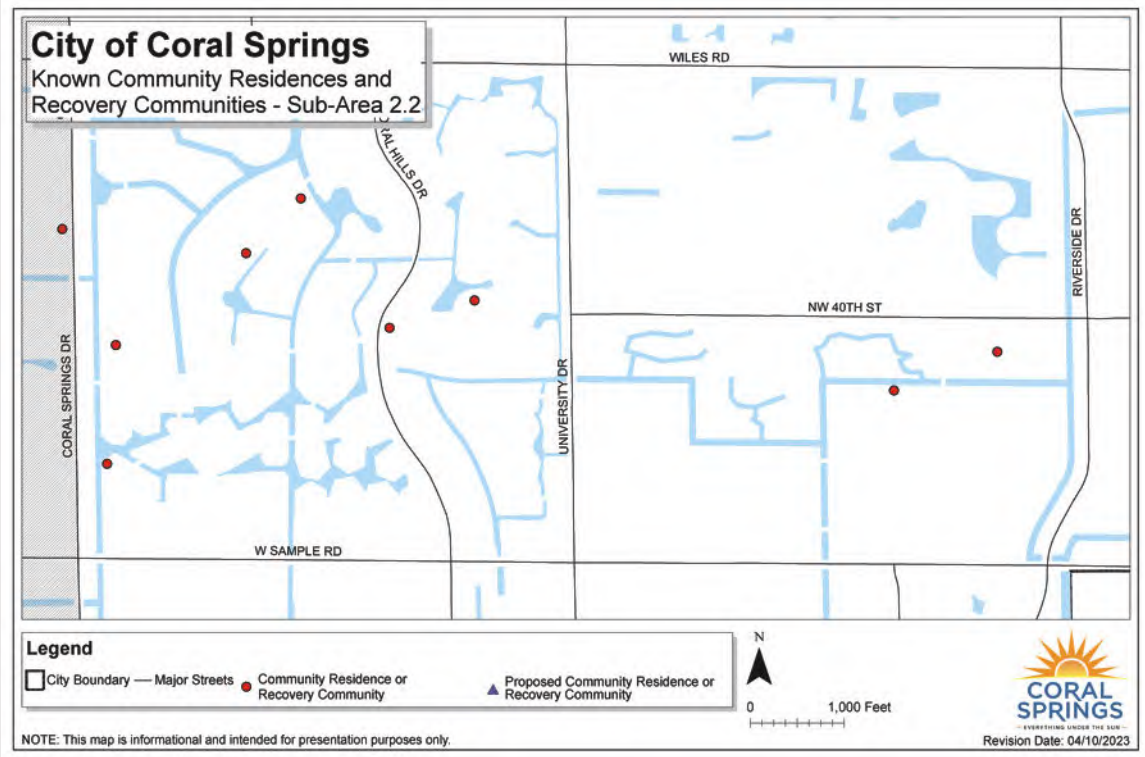 City of Coral Springs
Known Community Residences and
Recovery Communities - Sub-Area 2.2
WILES RD
RAL HILLS DR
RIVERSIDE DR
NW 40TH ST
CORAL SPRINGS DR
UNIVERSITY DR
W SAMPLE RD
Legend
City Boundary
Major Streets
Community Residence or
Recovery Community
Proposed Community Residence or
Recovery Community
N
0 1,000 Feet
CORAL
SPRINGS
EVERYTHING UNDER THE SUN
NOTE: This map is informational and intended for presentation purposes only.
Revision Date: 04/10/2023